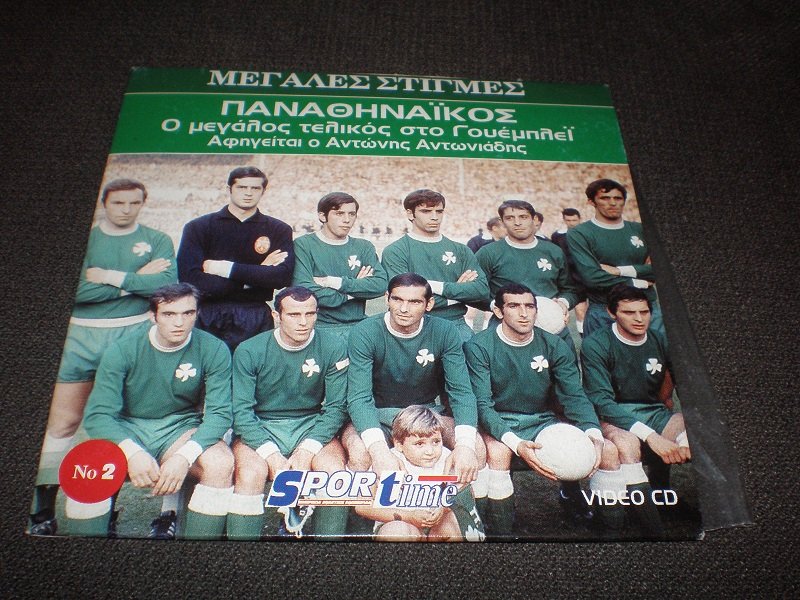 ΜΕΓΑΛΕΣ ΣΤΙΓΜΕΣ
ΠΑΝΑΘΗΝΑΪΚΟΣ
Ο μεγάλος τελικός στο Γουέμπλεϊ
Αφηγείται ο Αντώνης Αντωνιάδης
No 2
SPORtime
VIDEO CD